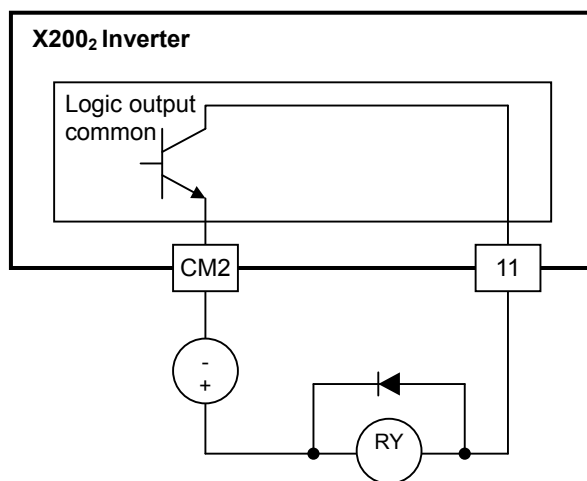 X200₂ Inverter
Logic output
common
CM2
11
-
+
RY